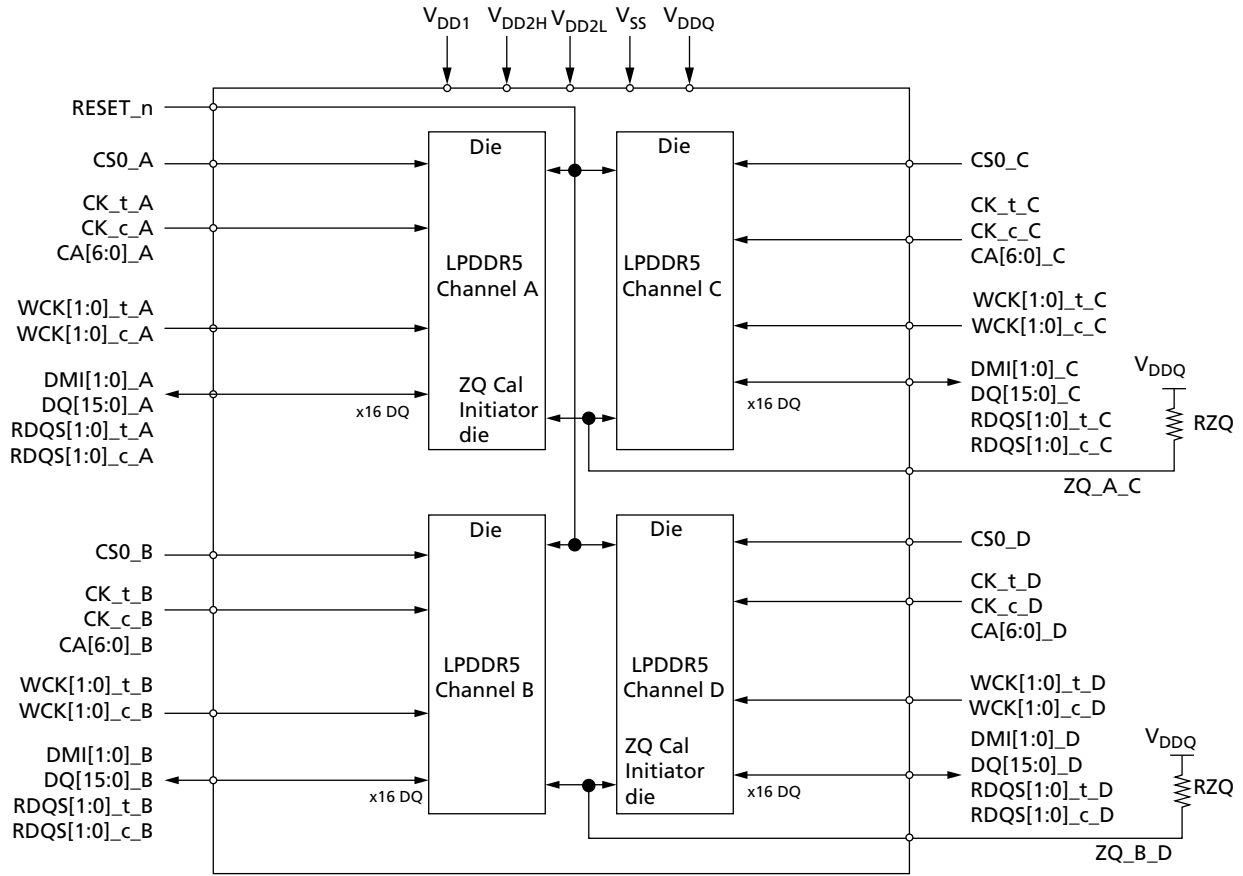 VDD1 VDD2H VDD2L VSS VDDQ
RESET_n
CS0_A
CK_t_A
CK_c_A
CA[6:0]_A
WCK[1:0]_t_A
WCK[1:0]_c_A
DMI[1:0]_A
DQ[15:0]_A
RDQS[1:0]_t_A
RDQS[1:0]_c_A
x16 DQ
Die
LPDDR5
Channel A
ZQ Cal
Initiator
die
Die
LPDDR5
Channel C
x16 DQ
CS0_C
CK_t_C
CK_c_C
CA[6:0]_C
WCK[1:0]_t_C
WCK[1:0]_c_C
DMI[1:0]_C
DQ[15:0]_C
RDQS[1:0]_t_C
RDQS[1:0]_c_C
VDDQ
RZQ
ZQ_A_C
CS0_B
CK_t_B
CK_c_B
CA[6:0]_B
WCK[1:0]_t_B
WCK[1:0]_c_B
DMI[1:0]_B
DQ[15:0]_B
RDQS[1:0]_t_B
RDQS[1:0]_c_B
x16 DQ
Die
LPDDR5
Channel B
Die
LPDDR5
Channel D
ZQ Cal
Initiator
die
x16 DQ
CS0_D
CK_t_D
CK_c_D
CA[6:0]_D
WCK[1:0]_t_D
WCK[1:0]_c_D
DMI[1:0]_D
DQ[15:0]_D
RDQS[1:0]_t_D
RDQS[1:0]_c_D
VDDQ
RZQ
ZQ_B_D